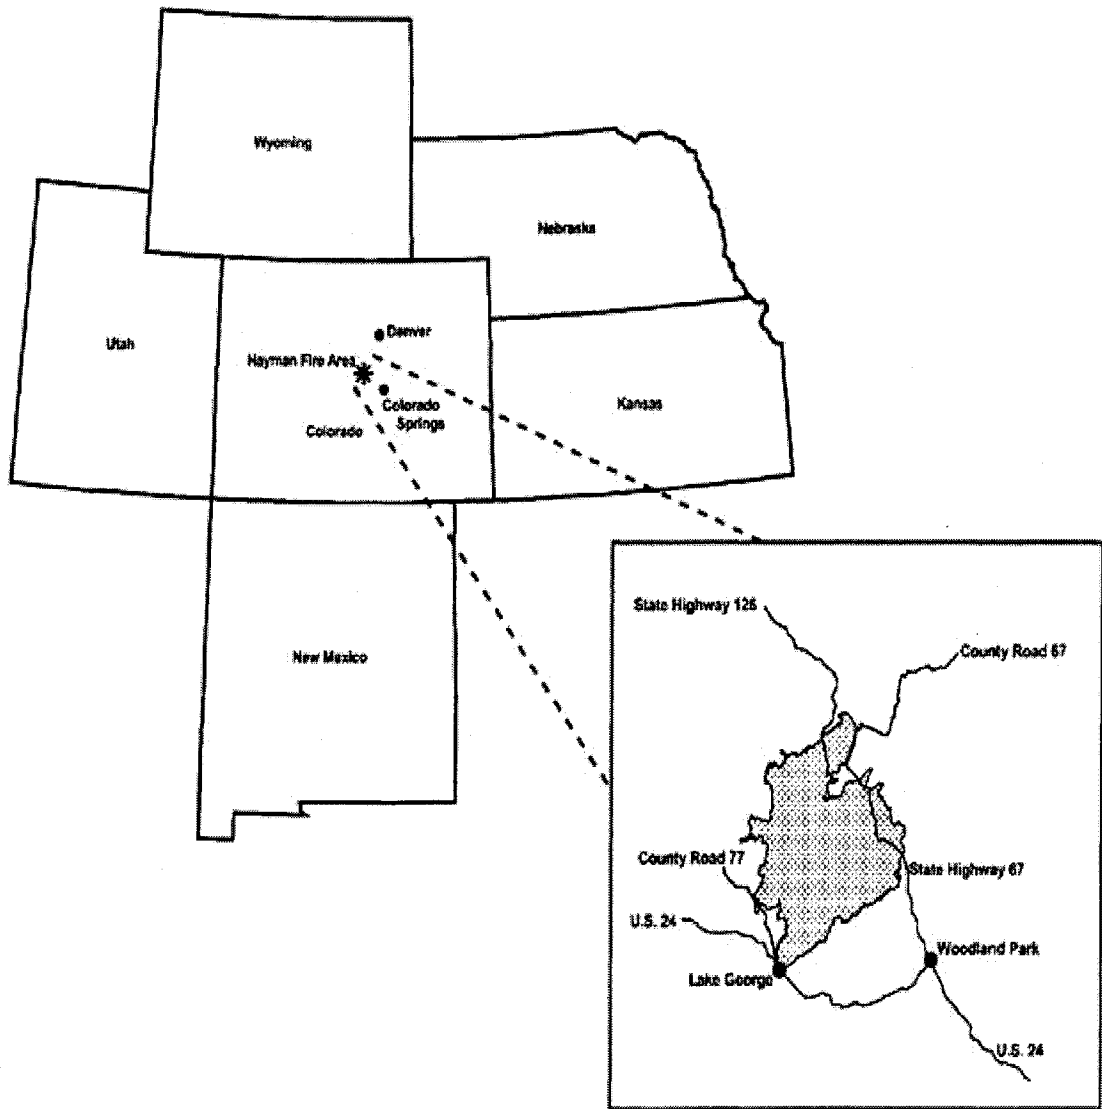 Wyoming
Nebraska
Utah
Denver
Hayman Fire Area
Colorado
Springs
Kansas
Colorado
New Mexico
State Highway 126
County Road 67
County Road 77
State Highway 67
U.S. 24
Woodland Park
Lake George
U.S. 24